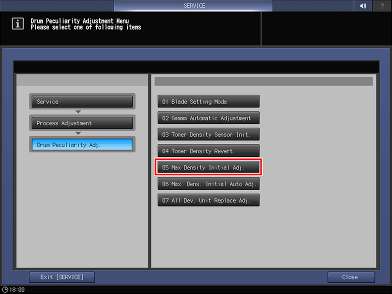 SERVICE
Drum Peculiarity Adjustment Menu
Please select one of following items
Service
Process Adjustment
Drum Peculiarity Adj.
01 Blade Setting Mode
02 Gamma Automatic Adjustment
03 Toner Density Sensor Init.
04 Toner Density Revert.
05 Max Density Initial Adj.
06 Max. Dens. Initial Auto Adj.
07 All Dev. Unit Replace Adj.
Exit [SERVICE]
Close
18:00